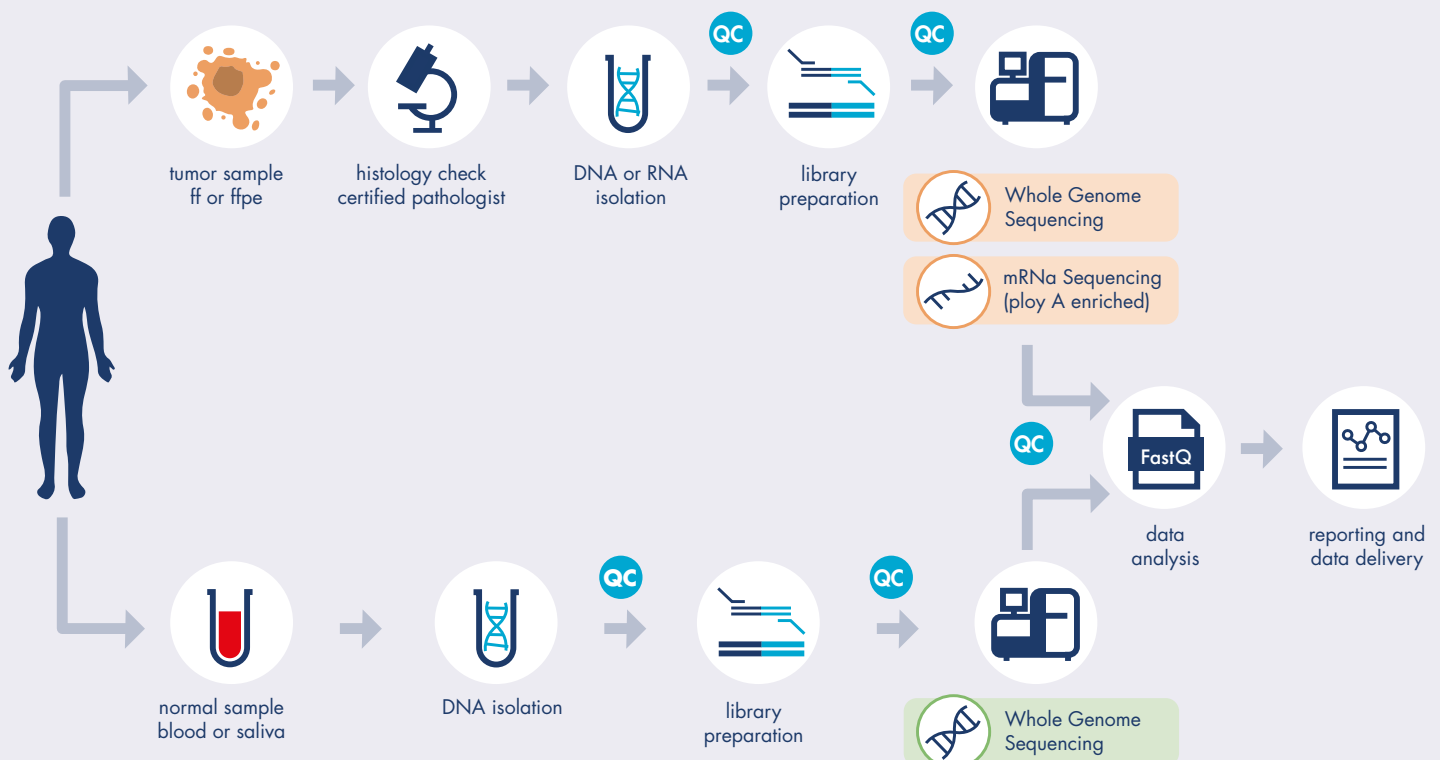 QC
QC
tumor sample
ff or ffpe
histology check
certified pathologist
DNA or RNA
isolation
library
preparation
Whole Genome
Sequencing
mRNa Sequencing
(ploy A enriched)
QC
FastQ
data
analysis
reporting and
data delivery
QC
QC
normal sample
blood or saliva
DNA isolation
library
preparation
Whole Genome
Sequencing